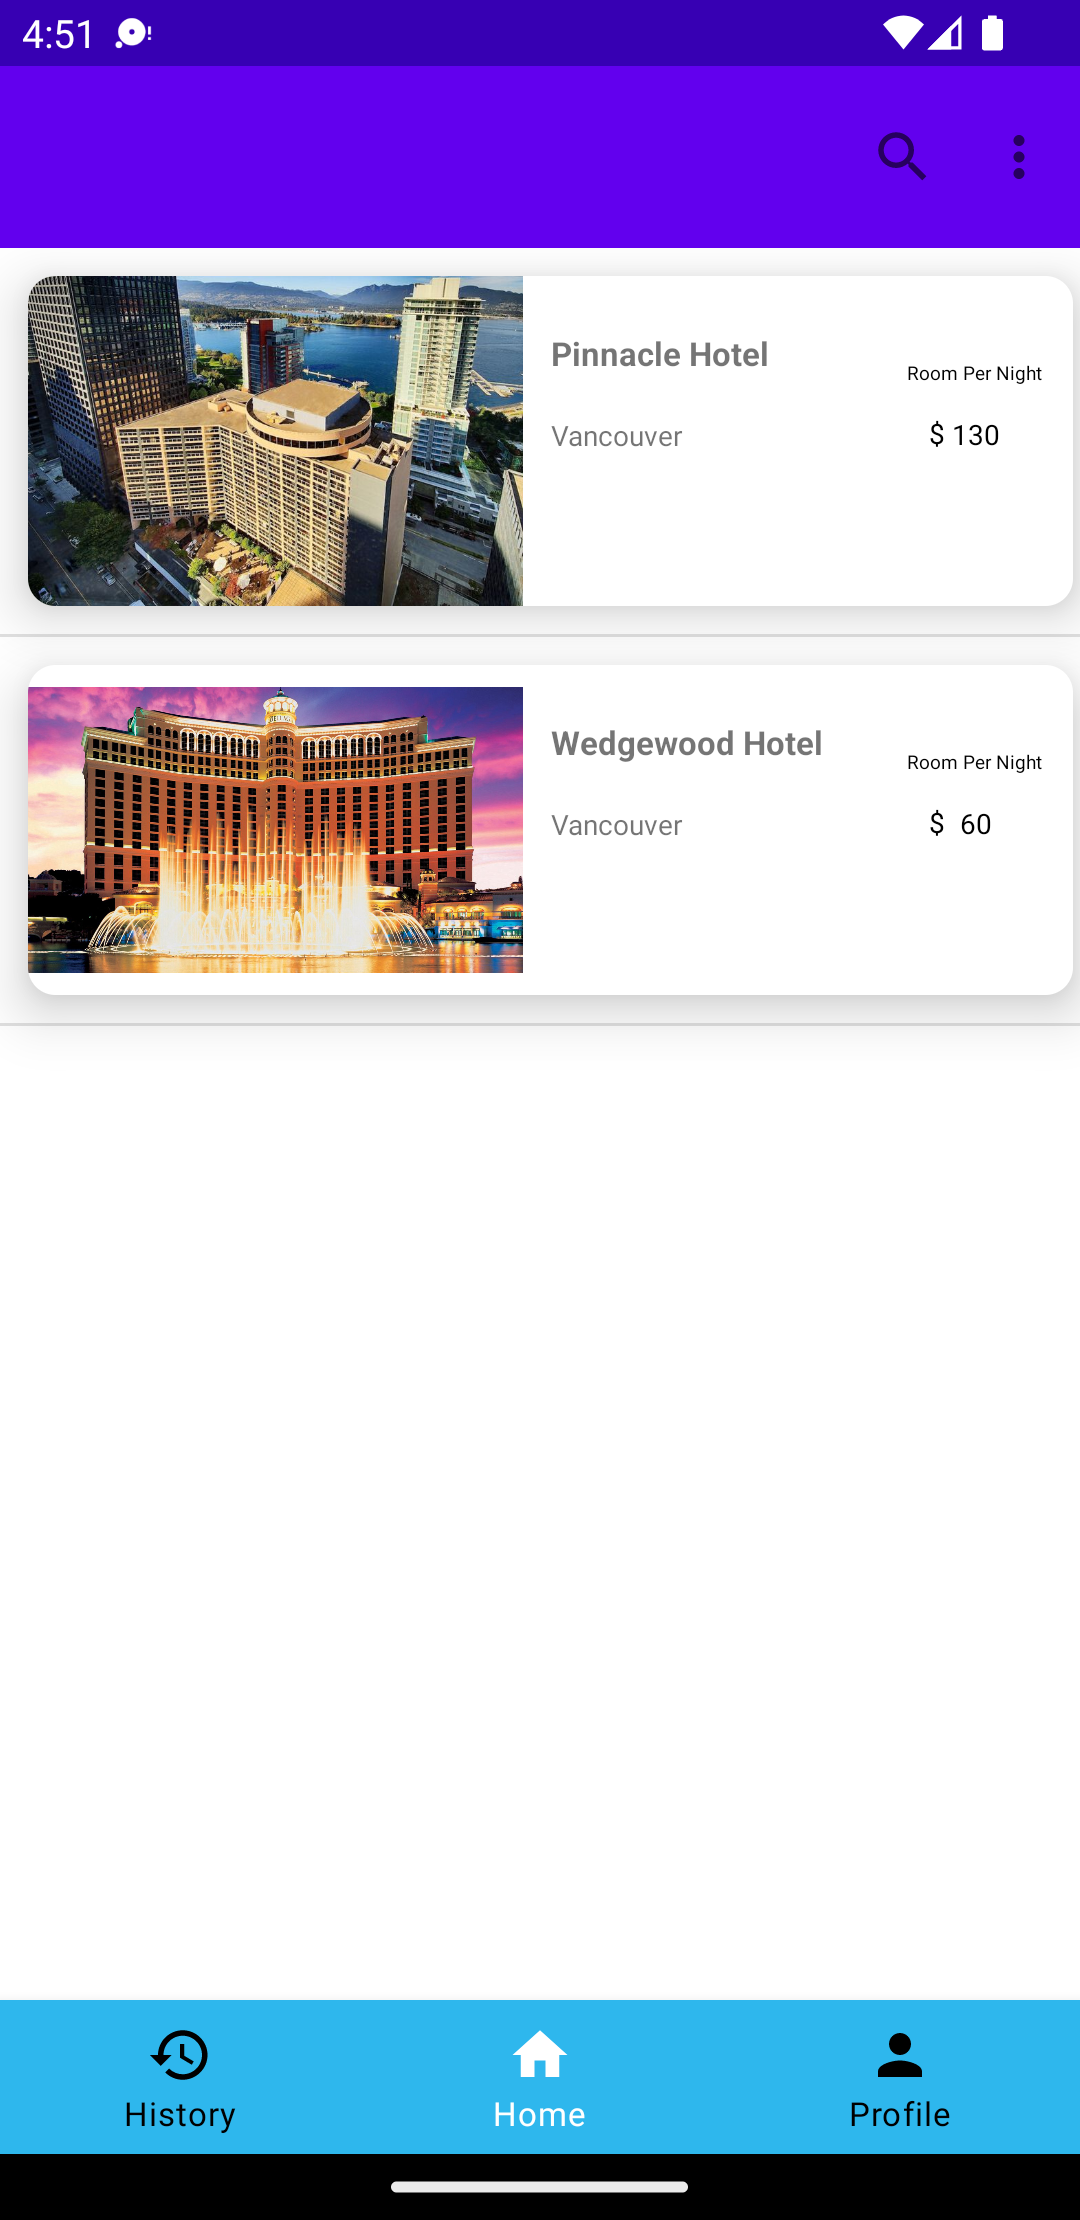 4:51
Pinnacle Hotel
Room Per Night
Vancouver
$ 130
Wedgewood Hotel
Room Per Night
Vancouver
$ 60
History
Home
Profile